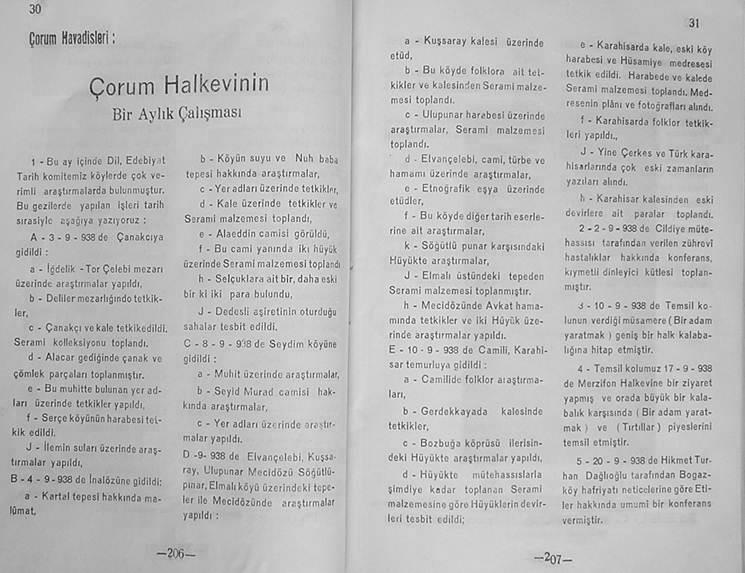 30
Çorum Havadisleri :
Çorum Halkevinin
Bir Aylık Çalışması
1 - Bu ay içinde Dil, Edebiyat
Tarih komitemiz köylerde çok ve-
rimli araştırmalarda bulunmuştur.
Bu gezilerde yapılan işleri tarih
sırasiyle aşağıya yazıyoruz :
A - 3 - 9 - 938 de Çanakcıya
gidildi :
a - İğdelik - Tor Çelebi mezarı
üzerinde araştırmalar yapıldı,
b - Deliler mezarlığındo tetkik-
ler,
c - Çanakçı ve kale tetkikedildi.
Serami kolleksiyonu toplandı.
d - Alacar gediğinde çanak ve
çömlek parçaları toplanmıştır.
e - Bu muhitte bulunan yer ad-
ları üzerinde tetkikler yapıldı,
f - Serçe köyünün harabesi tet-
kik edildi.
J - İlemin suları üzerinde araş-
tırmalar yapıldı,
B - 4 - 9 - 938 de İnalözüne gidildi;
a - Kartal tepesi hakkında ma-
lûmat,
b - Köyün suyu ve Nuh baba
tepesi hakkında araştırmalar,
c - Yer adları üzerinde tetkikler,
d - Kale üzerinde tetkikler ve
Serami malzemesi toplandı,
e - Alaeddin camisi görüldü,
f - Bu cami yanında iki hüyük
üzerinde Serami malzemesi toplandı
h - Selçuklara ait bir, daha eski
bir ki iki para bulundu,
J - Dedesli aşiretinin oturduğu
sahalar tesbit edildi.
C - 8 - 9 - 938 de Seydim köyüne
gidildi :
a - Muhit üzerinde araştırmalar,
b - Seyid Murad camisi hak-
kında araştırmalar,
c - Yer adları üzerinde araştır-
malar yapıldı.
D -9- 938 de Elvançelebi, Kuşsa-
ray, Ulupunar Mecidözü Söğütlü-
pınar, Elmalı köyü üzerindeki tepe-
ler ile Mecidözünde araştırmalar
yapıldı :
—206—
31
a - Kuşsaray kalesi üzerinde
etüd,
b - Bu köyde folklora ait tet-
kikler ve kalesinden Serami malze-
mesi toplandı.
c - Ulupunar harabesi üzerinde
araştırmalar, Serami malzemesi
toplandı.
d - Elvançelebi, cami, türbe ve
hamamı üzerinde araştırmalar,
e - Etnoğrafik eşya üzerinde
etüdler,
f - Bu köyde diğer tarih eserle-
rine ait araştırmalar,
k - Söğütlü punar karşısındaki
Hüyükte araştırmalar,
J - Elmalı üstündeki tepeden
Serami malzemesi toplanmıştır.
h - Mecidözünde Avkat hama-
mında tetkikler ve iki Hüyük üze-
rinde araştırmalar yapıldı.
E - 10 - 9 - 938 de Camili, Karahi-
sar temurluya gidildi :
a - Camilide folklor araştırma-
ları,
b - Gerdekkayada kalesinde
tetkikler,
c - Bozbuğa köprüsü ilerisin-
deki Hüyükte araştırmalar yapıldı,
d - Hüyükte mütehassislarla
şimdiye kadar toplanan Serami
malzemesine göre Hüyüklerin devir-
leri tesbit edildi;
e - Karahisarda kale, eski köy
harabesi ve Hüsamiye medresesi
tetkik edildi. Harabede ve kalede
Serami malzemesi toplandı. Med-
resenin plânı ve fotoğrafları alındı.
f - Karahisarda folklor tetkik-
leri yapıldı.,
J - Yine Çerkes ve Türk kara-
hisarlarında çok eski zamanların
yazıları alındı.
h - Karahisar kalesinden eski
devirlere ait paralar toplandı.
2 - 2 - 9 - 938 de Cildiye müte-
hassısı tarafından verilen zührevî
hastalıklar hakkında konferans,
kıymetli dinleyici kütlesi toplan-
mıştır.
3 - 10 - 9 - 938 de Temsil ko-
lunun verdiği müsamere ( Bir adam
yaratmak ) geniş bir halk kalaba-
lığına hitap etmiştir.
4 - Temsil kolumuz 17 - 9 - 938
de Merzifon Halkevine bir ziyaret
yapmış ve orada büyük bir kala-
balık karşısında ( Bir adam yarat-
mak ) ve (Tırtıllar ) piyeslerini
temsil etmiştir.
5 - 20 - 9 - 938 de Hikmet Tur-
han Dağlıoğlu tarafından Bogaz-
köy hafriyatı neticelerine göre Eti-
ler hakkında umumî bir konferans
vermiştir.
—207—